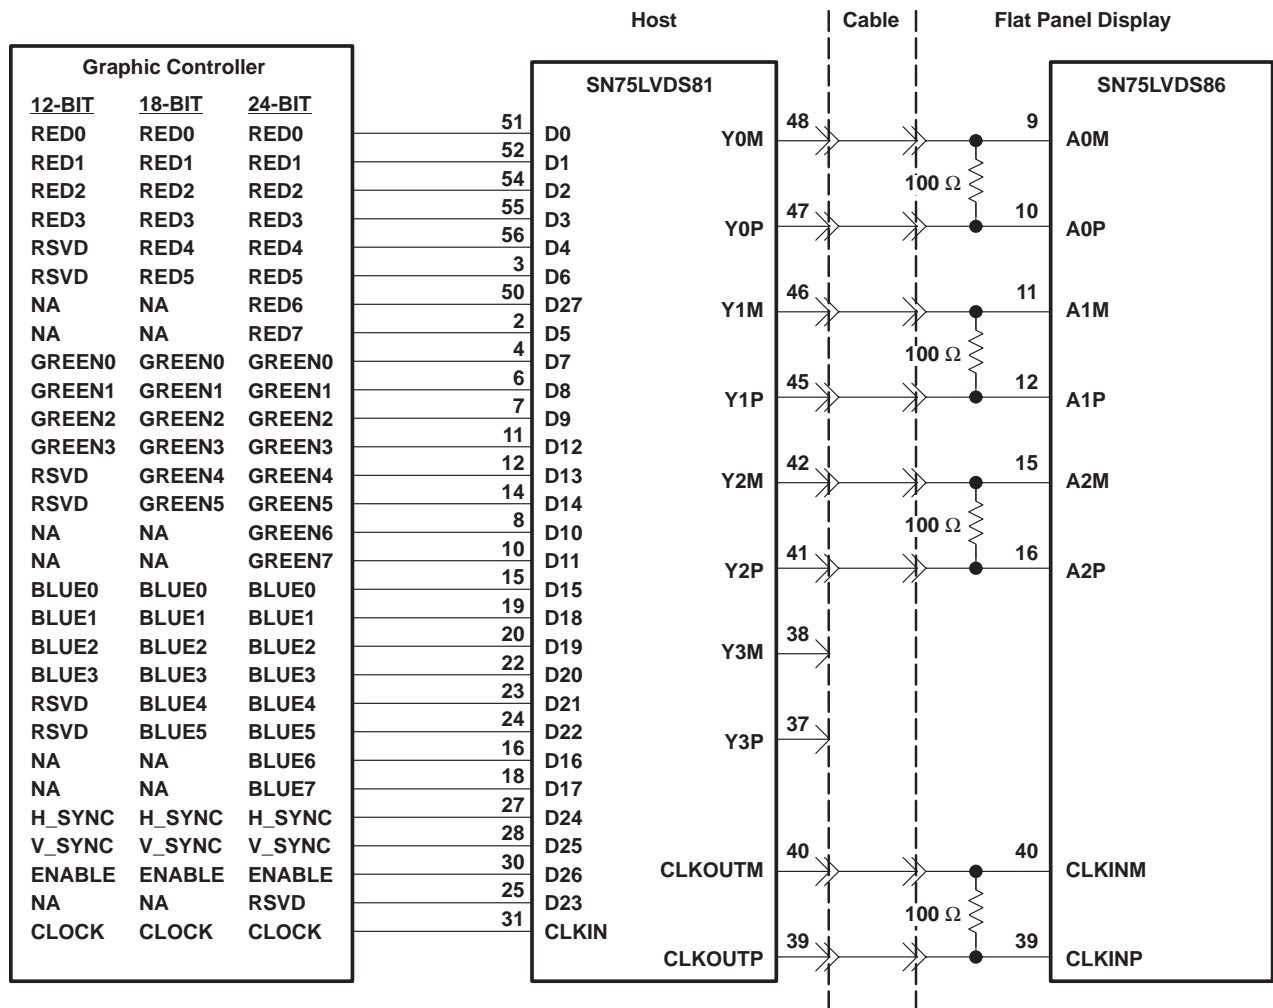 Host Cable Flat Panel Display
Graphic Controller
12-BIT 18-BIT 24-BIT
RED0 RED0 RED0
RED1 RED1 RED1
RED2 RED2 RED2
RED3 RED3 RED3
RSVD RED4 RED4
RSVD RED5 RED5
NA NA RED6
NA NA RED7
GREEN0 GREEN0 GREEN0
GREEN1 GREEN1 GREEN1
GREEN2 GREEN2 GREEN2
GREEN3 GREEN3 GREEN3
RSVD GREEN4 GREEN4
RSVD GREEN5 GREEN5
NA NA GREEN6
NA NA GREEN7
BLUE0 BLUE0 BLUE0
BLUE1 BLUE1 BLUE1
BLUE2 BLUE2 BLUE2
BLUE3 BLUE3 BLUE3
RSVD BLUE4 BLUE4
RSVD BLUE5 BLUE5
NA NA BLUE6
NA NA BLUE7
H_SYNC H_SYNC H_SYNC
V_SYNC V_SYNC V_SYNC
ENABLE ENABLE ENABLE
NA NA RSVD
CLOCK CLOCK CLOCK
SN75LVDS81
51 D0
52 D1
54 D2
55 D3
56 D4
3 D6
50 D27
2 D5
4 D7
6 D8
7 D9
11 D12
12 D13
14 D14
8 D10
10 D11
15 D15
19 D18
20 D19
22 D20
23 D21
24 D22
16 D16
18 D17
27 D24
28 D25
30 D26
25 D23
31 CLKIN
Y0M 48
Y0P 47
Y1M 46
Y1P 45
Y2M 42
Y2P 41
Y3M 38
Y3P 37
CLKOUTM 40
CLKOUTP 39
100 Ω
100 Ω
100 Ω
100 Ω
SN75LVDS86
9 A0M
10 A0P
11 A1M
12 A1P
15 A2M
16 A2P
40 CLKINM
39 CLKINP